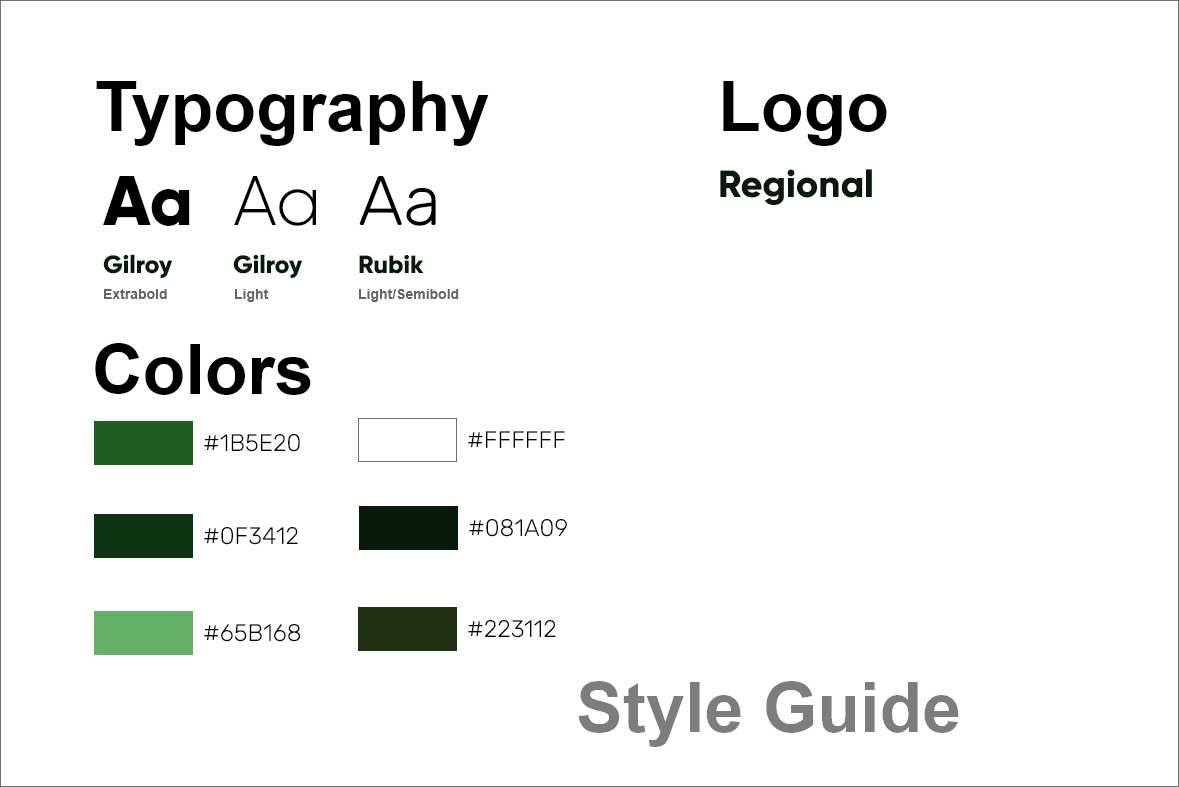 Typography
Aa Aa Aa
Gilroy Gilroy Rubik
Extrabold Light Light/Semibold
Logo
Regional
Colors
#1B5E20 #FFFFFF
#0F3412 #081A09
#65B168 #223112
Style Guide